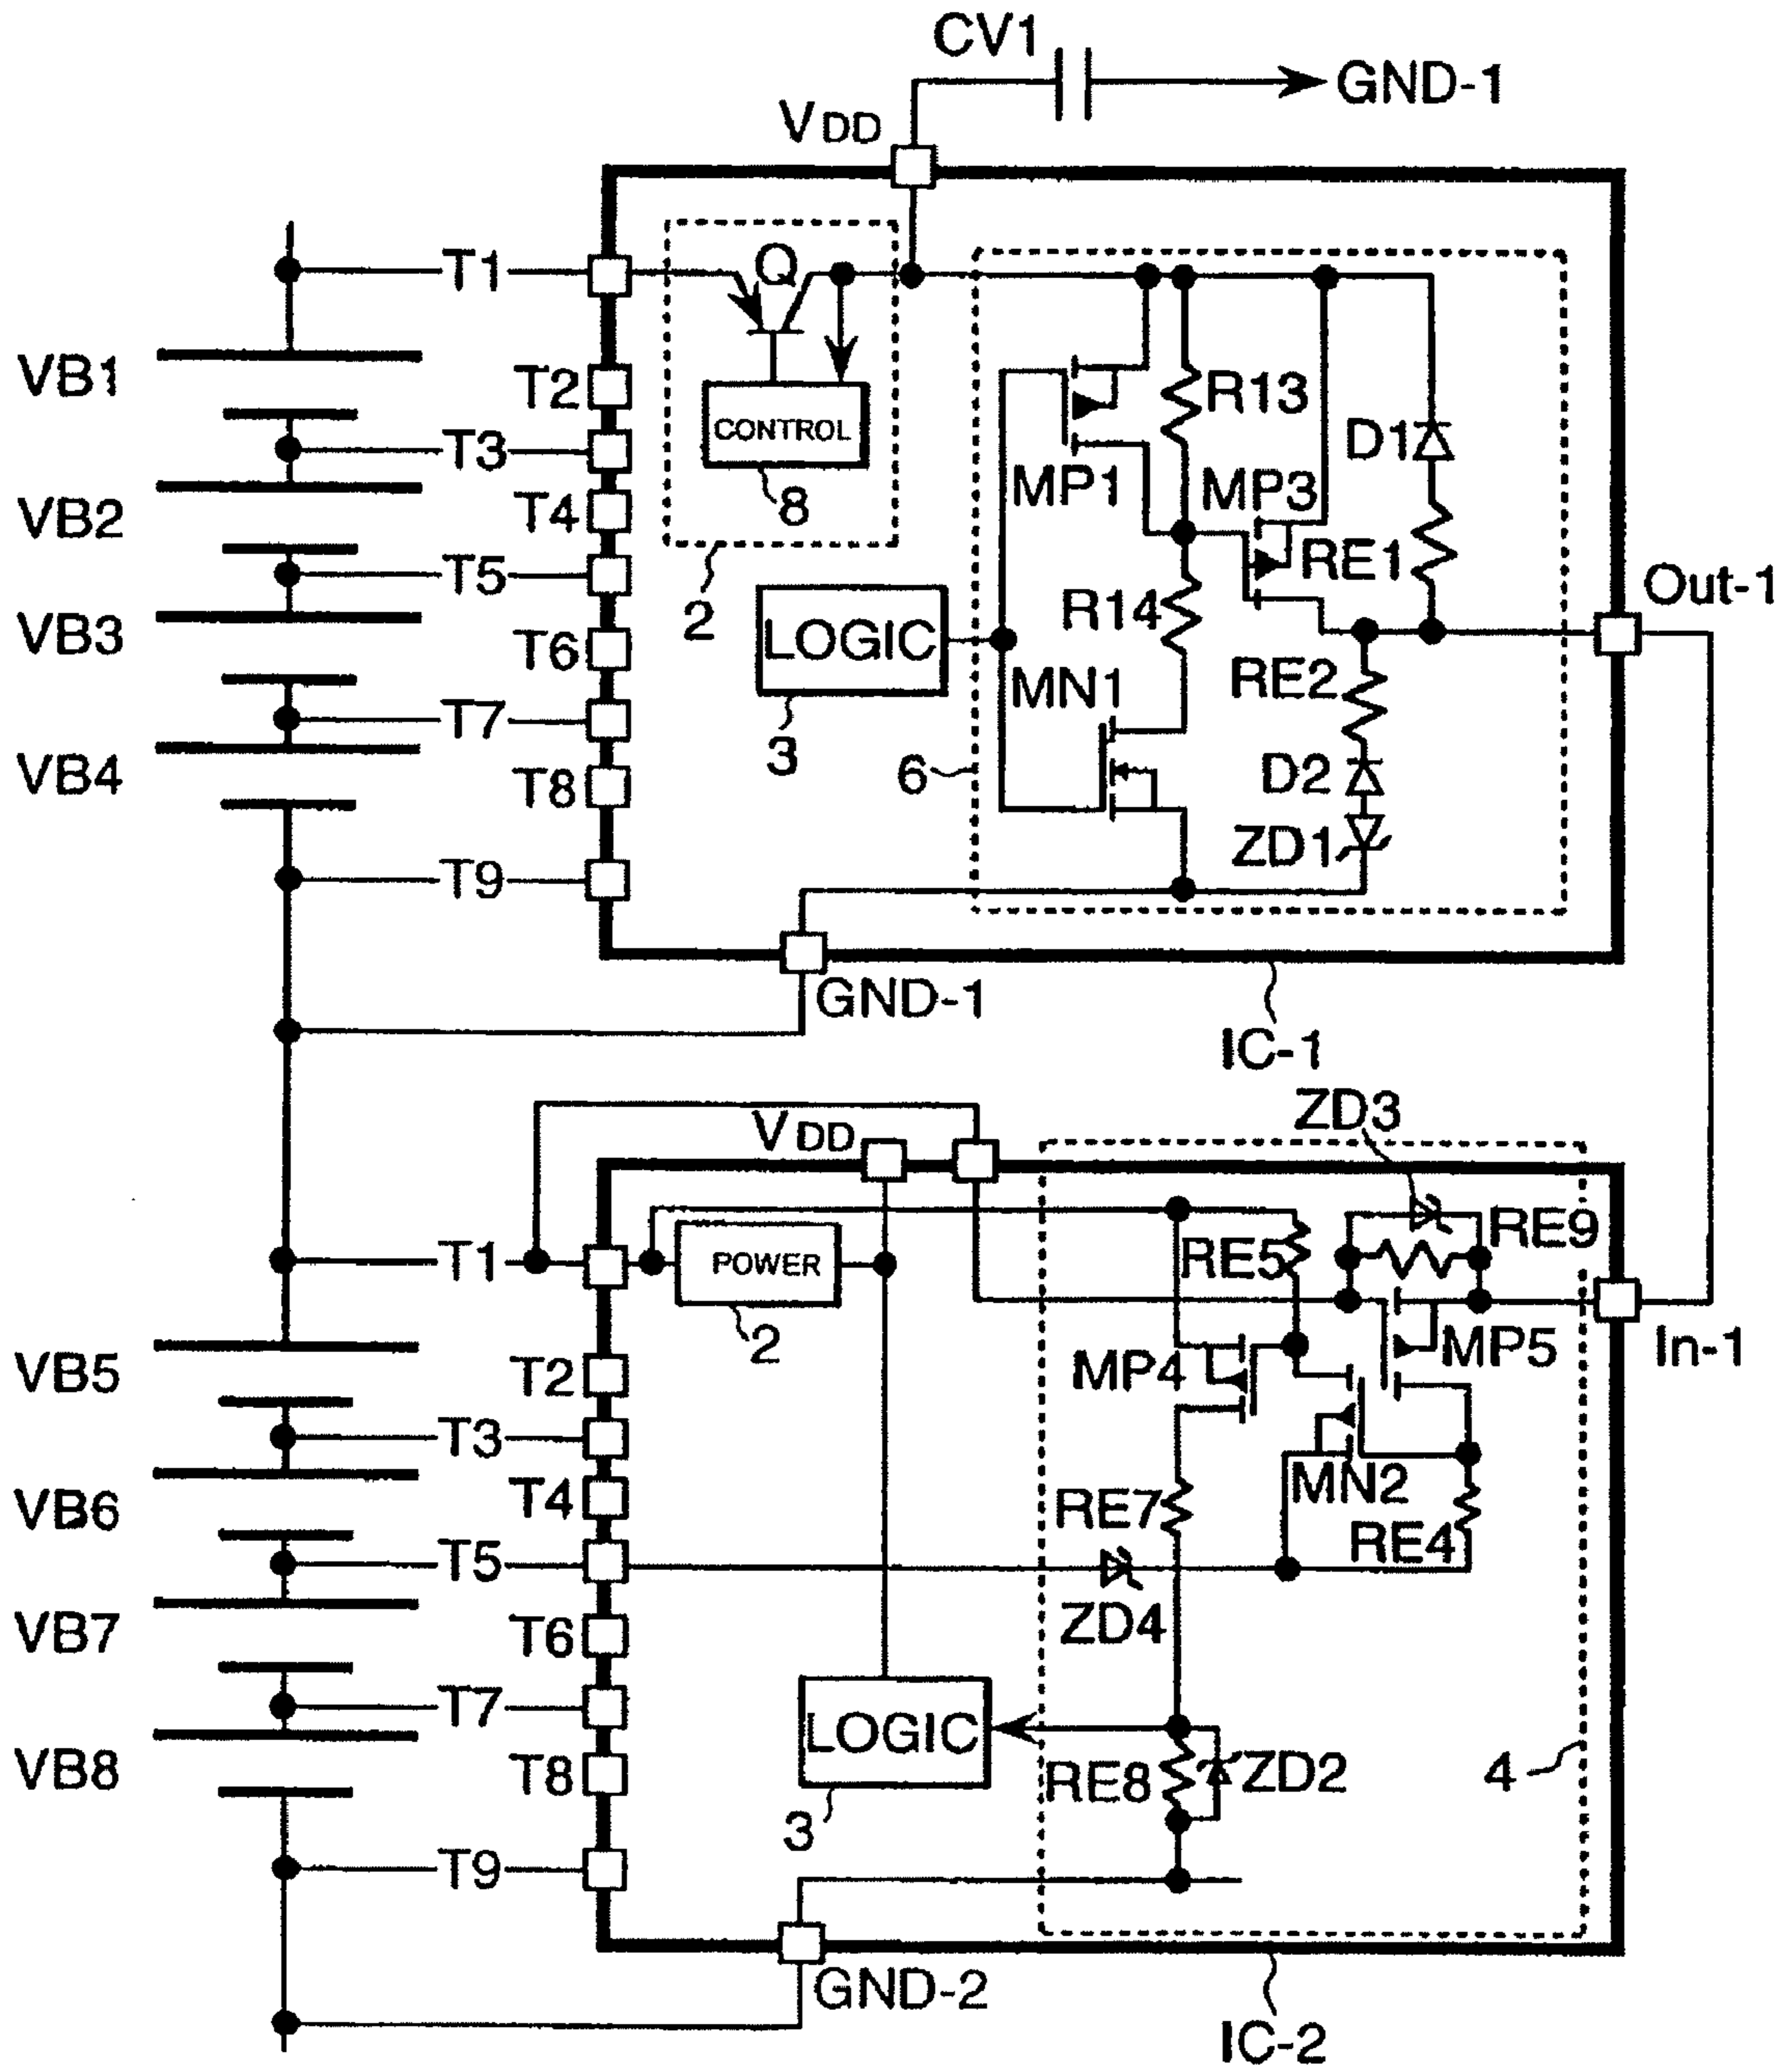 CV1
GND-1
VDD
T1
Q
VB1
T2
CONTROL
R13
D1
T3
MP1
MP3
8
VB2
T4
RE1
T5
2
R14
Out-1
VB3
T6
LOGIC
MN1
RE2
T7
3
6
D2
VB4
T8
ZD1
T9
GND-1
IC-1
ZD3
VDD
T1
POWER
RE5
RE9
2
MP4
MP5
In-1
VB5
T2
T3
MN2
VB6
T4
RE7
RE4
T5
ZD4
VB7
T6
T7
LOGIC
VB8
T8
RE8
ZD2
4
3
T9
GND-2
IC-2